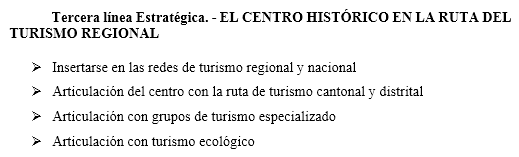 Tercera línea Estratégica. - EL CENTRO HISTÓRICO EN LA RUTA DEL
TURISMO REGIONAL
➢ Insertarse en las redes de turismo regional y nacional
➢ Articulación del centro con la ruta de turismo cantonal y distrital
➢ Articulación con grupos de turismo especializado
➢ Articulación con turismo ecológico